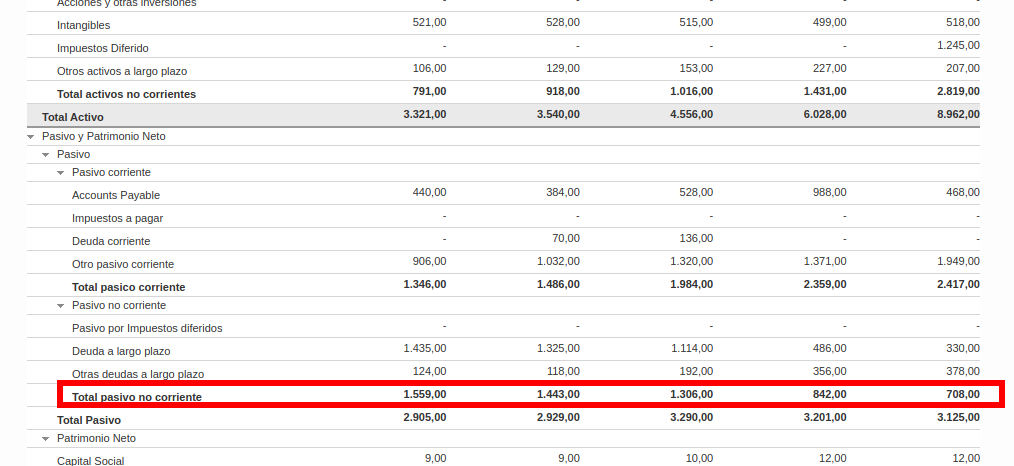 Acciones y otras inversiones - - - - -
Intangibles 521,00 528,00 515,00 499,00 518,00
Impuestos Diferido - - - - 1.245,00
Otros activos a largo plazo 106,00 129,00 153,00 227,00 207,00
Total activos no corrientes 791,00 918,00 1.016,00 1.431,00 2.819,00
Total Activo 3.321,00 3.540,00 4.556,00 6.028,00 8.962,00
Pasivo y Patrimonio Neto
Pasivo
Pasivo corriente
Accounts Payable 440,00 384,00 528,00 988,00 468,00
Impuestos a pagar - - - - -
Deuda corriente - 70,00 136,00 - -
Otro pasivo corriente 906,00 1.032,00 1.320,00 1.371,00 1.949,00
Total pasico corriente 1.346,00 1.486,00 1.984,00 2.359,00 2.417,00
Pasivo no corriente
Pasivo por Impuestos diferidos - - - - -
Deuda a largo plazo 1.435,00 1.325,00 1.114,00 486,00 330,00
Otras deudas a largo plazo 124,00 118,00 192,00 356,00 378,00
Total pasivo no corriente 1.559,00 1.443,00 1.306,00 842,00 708,00
Total Pasivo 2.905,00 2.929,00 3.290,00 3.201,00 3.125,00
Patrimonio Neto
Capital Social 9,00 9,00 10,00 12,00 12,00